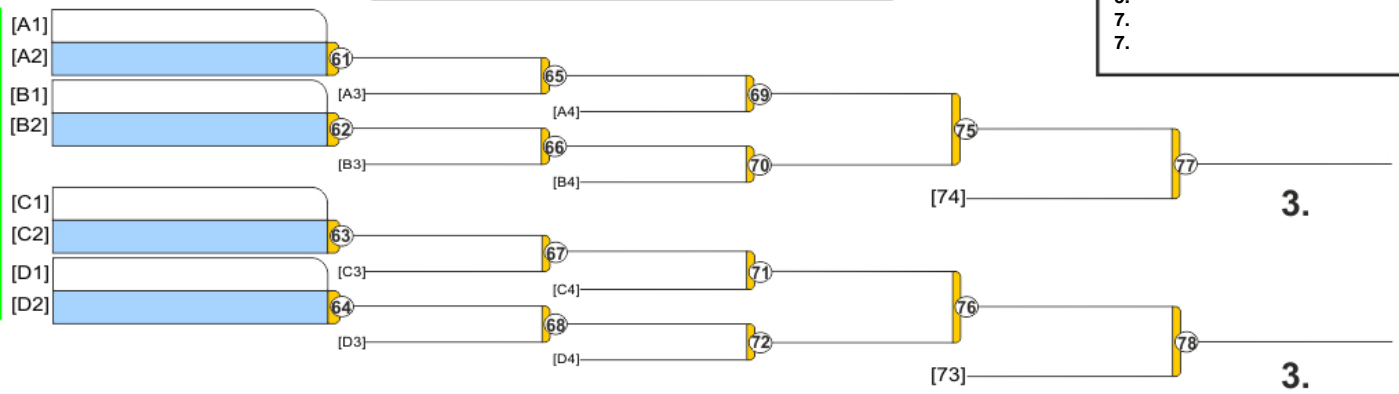 7.
7.
[A1]
[A2]
61
[A3]
65
[A4]
69
[B1]
[B2]
62
[B3]
66
[B4]
70
75
[74]
77
3.
[C1]
[C2]
63
[C3]
67
[C4]
71
[D1]
[D2]
64
[D3]
68
[D4]
72
76
[73]
78
3.